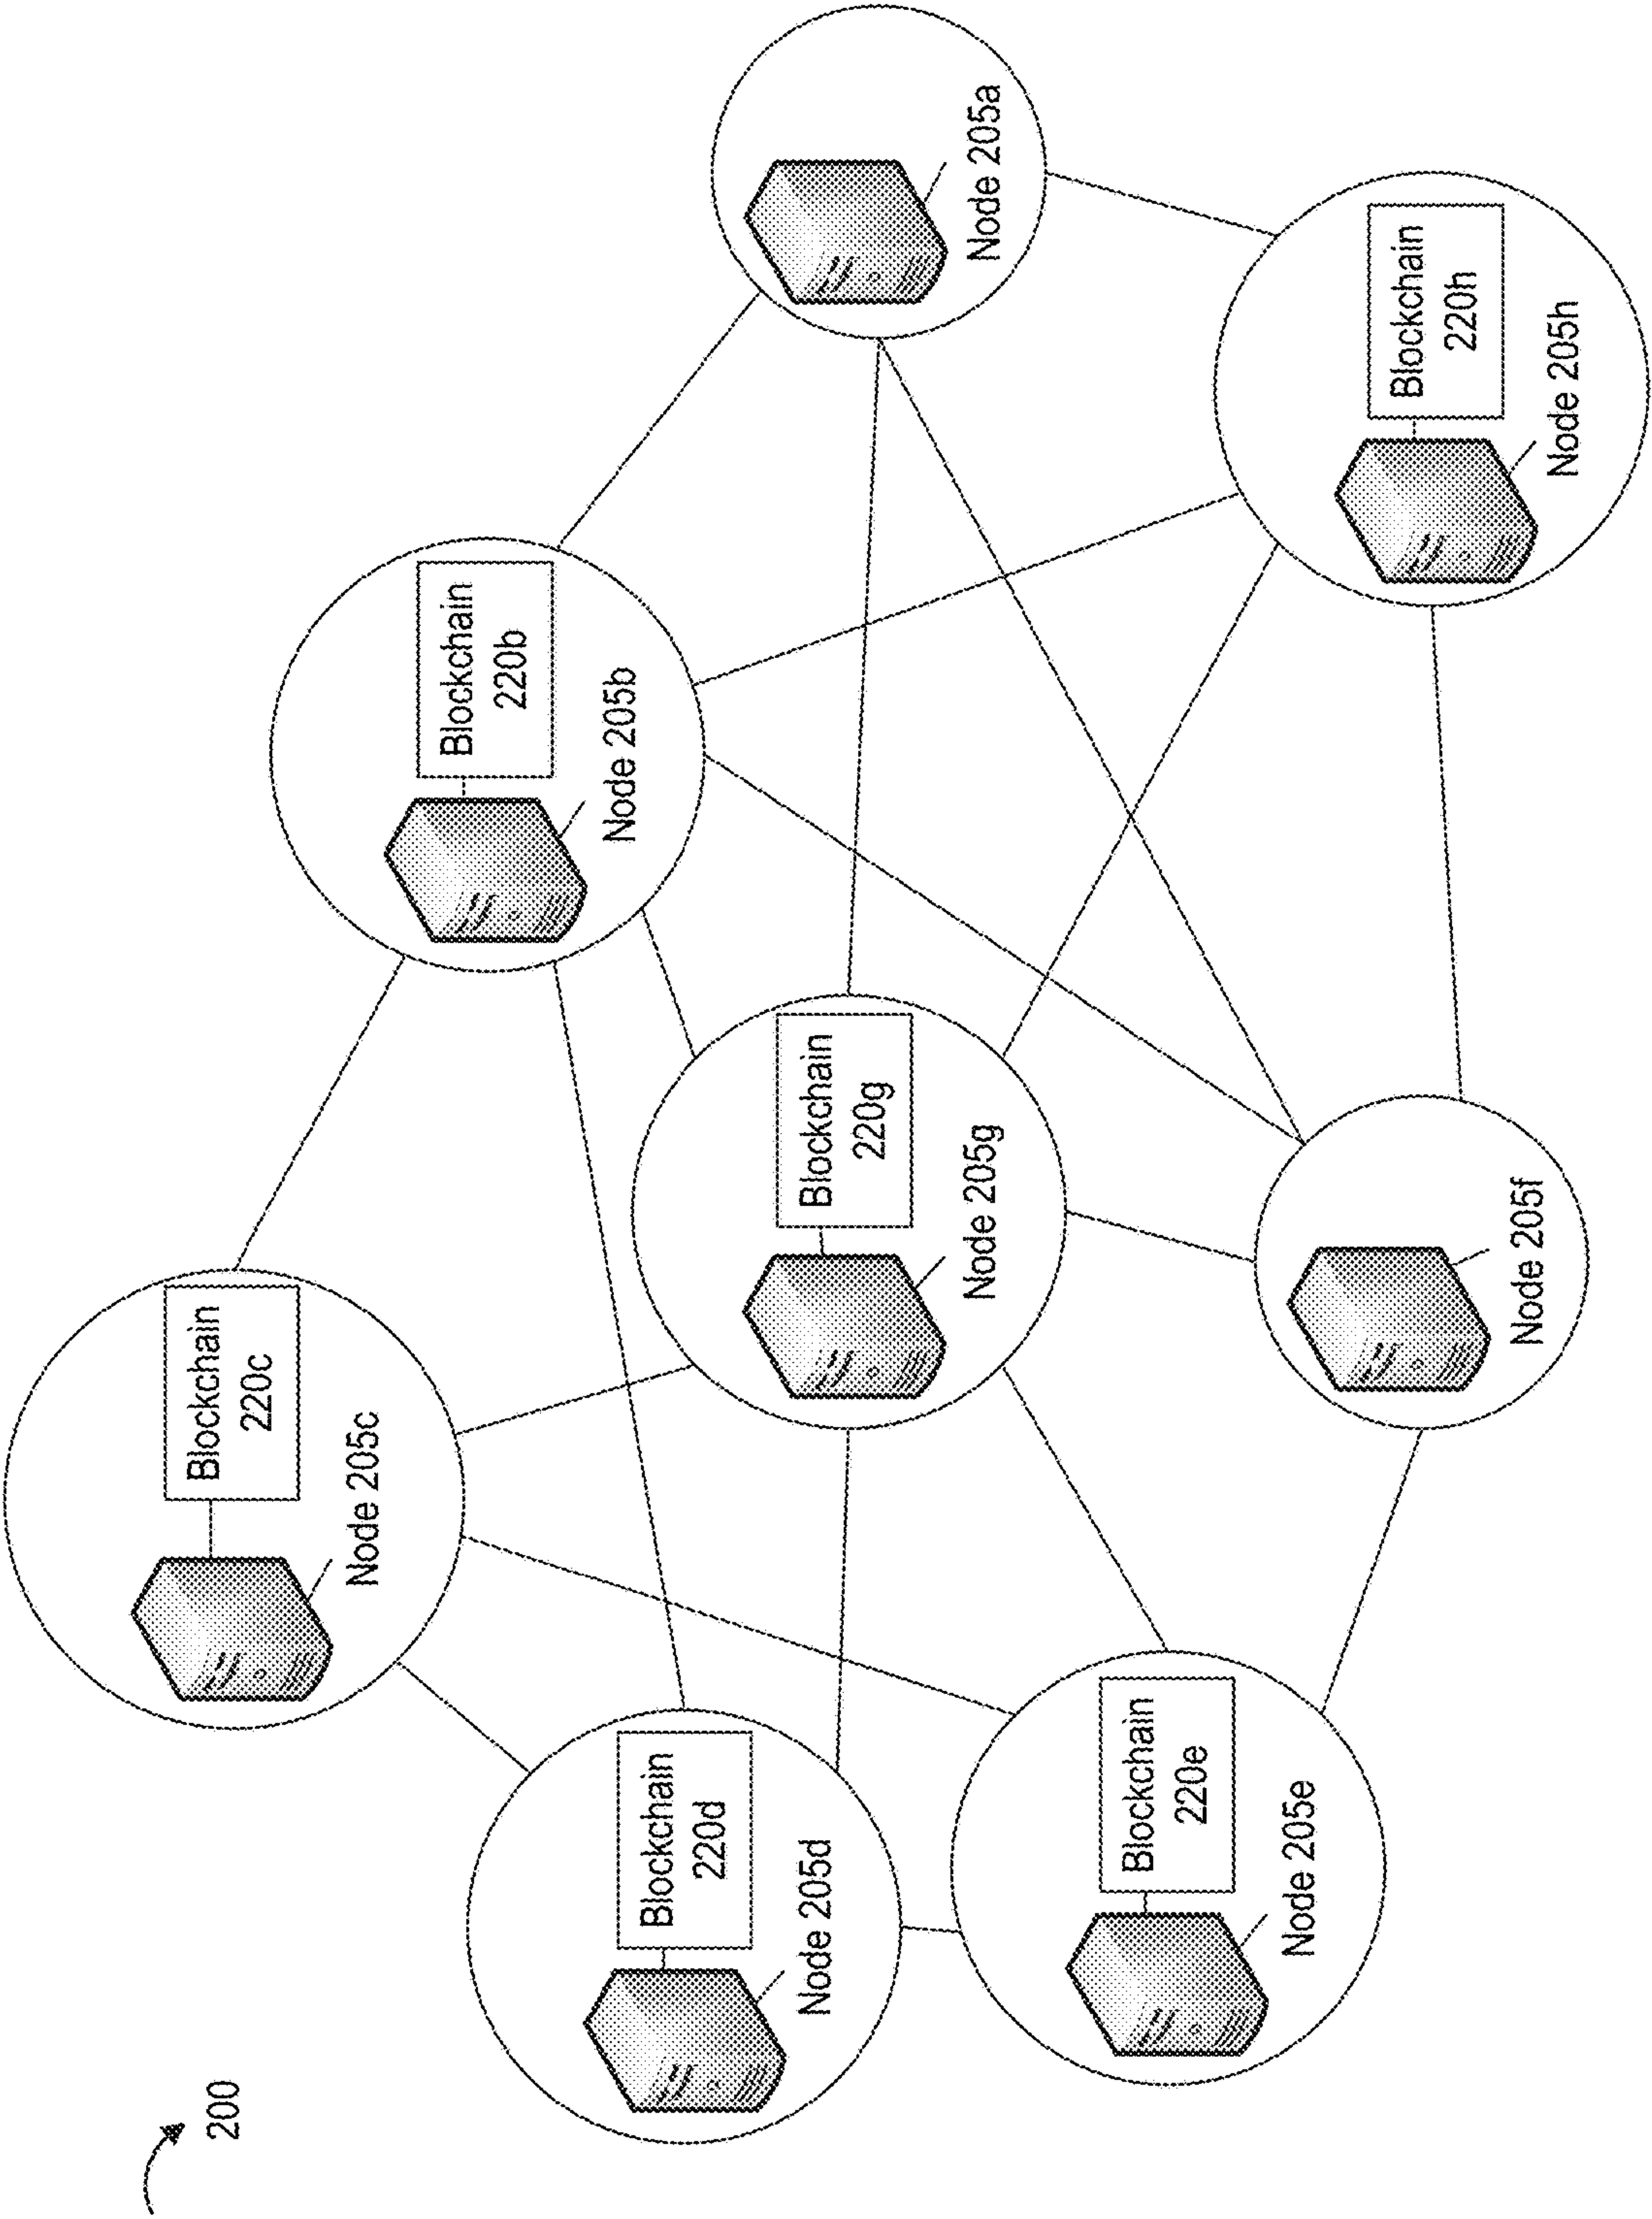 200
Blockchain
220c
Node 205c
Blockchain
220b
Node 205b
Blockchain
220d
Node 205d
Blockchain
220g
Node 205g
Node 205a
Blockchain
220e
Node 205e
Blockchain
220h
Node 205h
Node 205f